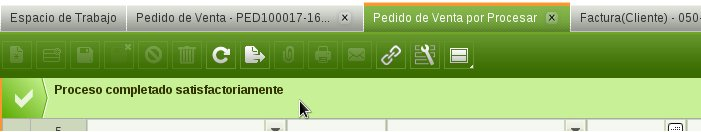 Espacio de Trabajo
Pedido de Venta - PED100017-16...
Pedido de Venta por Procesar
Factura(Cliente) - 050-
Proceso completado satisfactoriamente
5